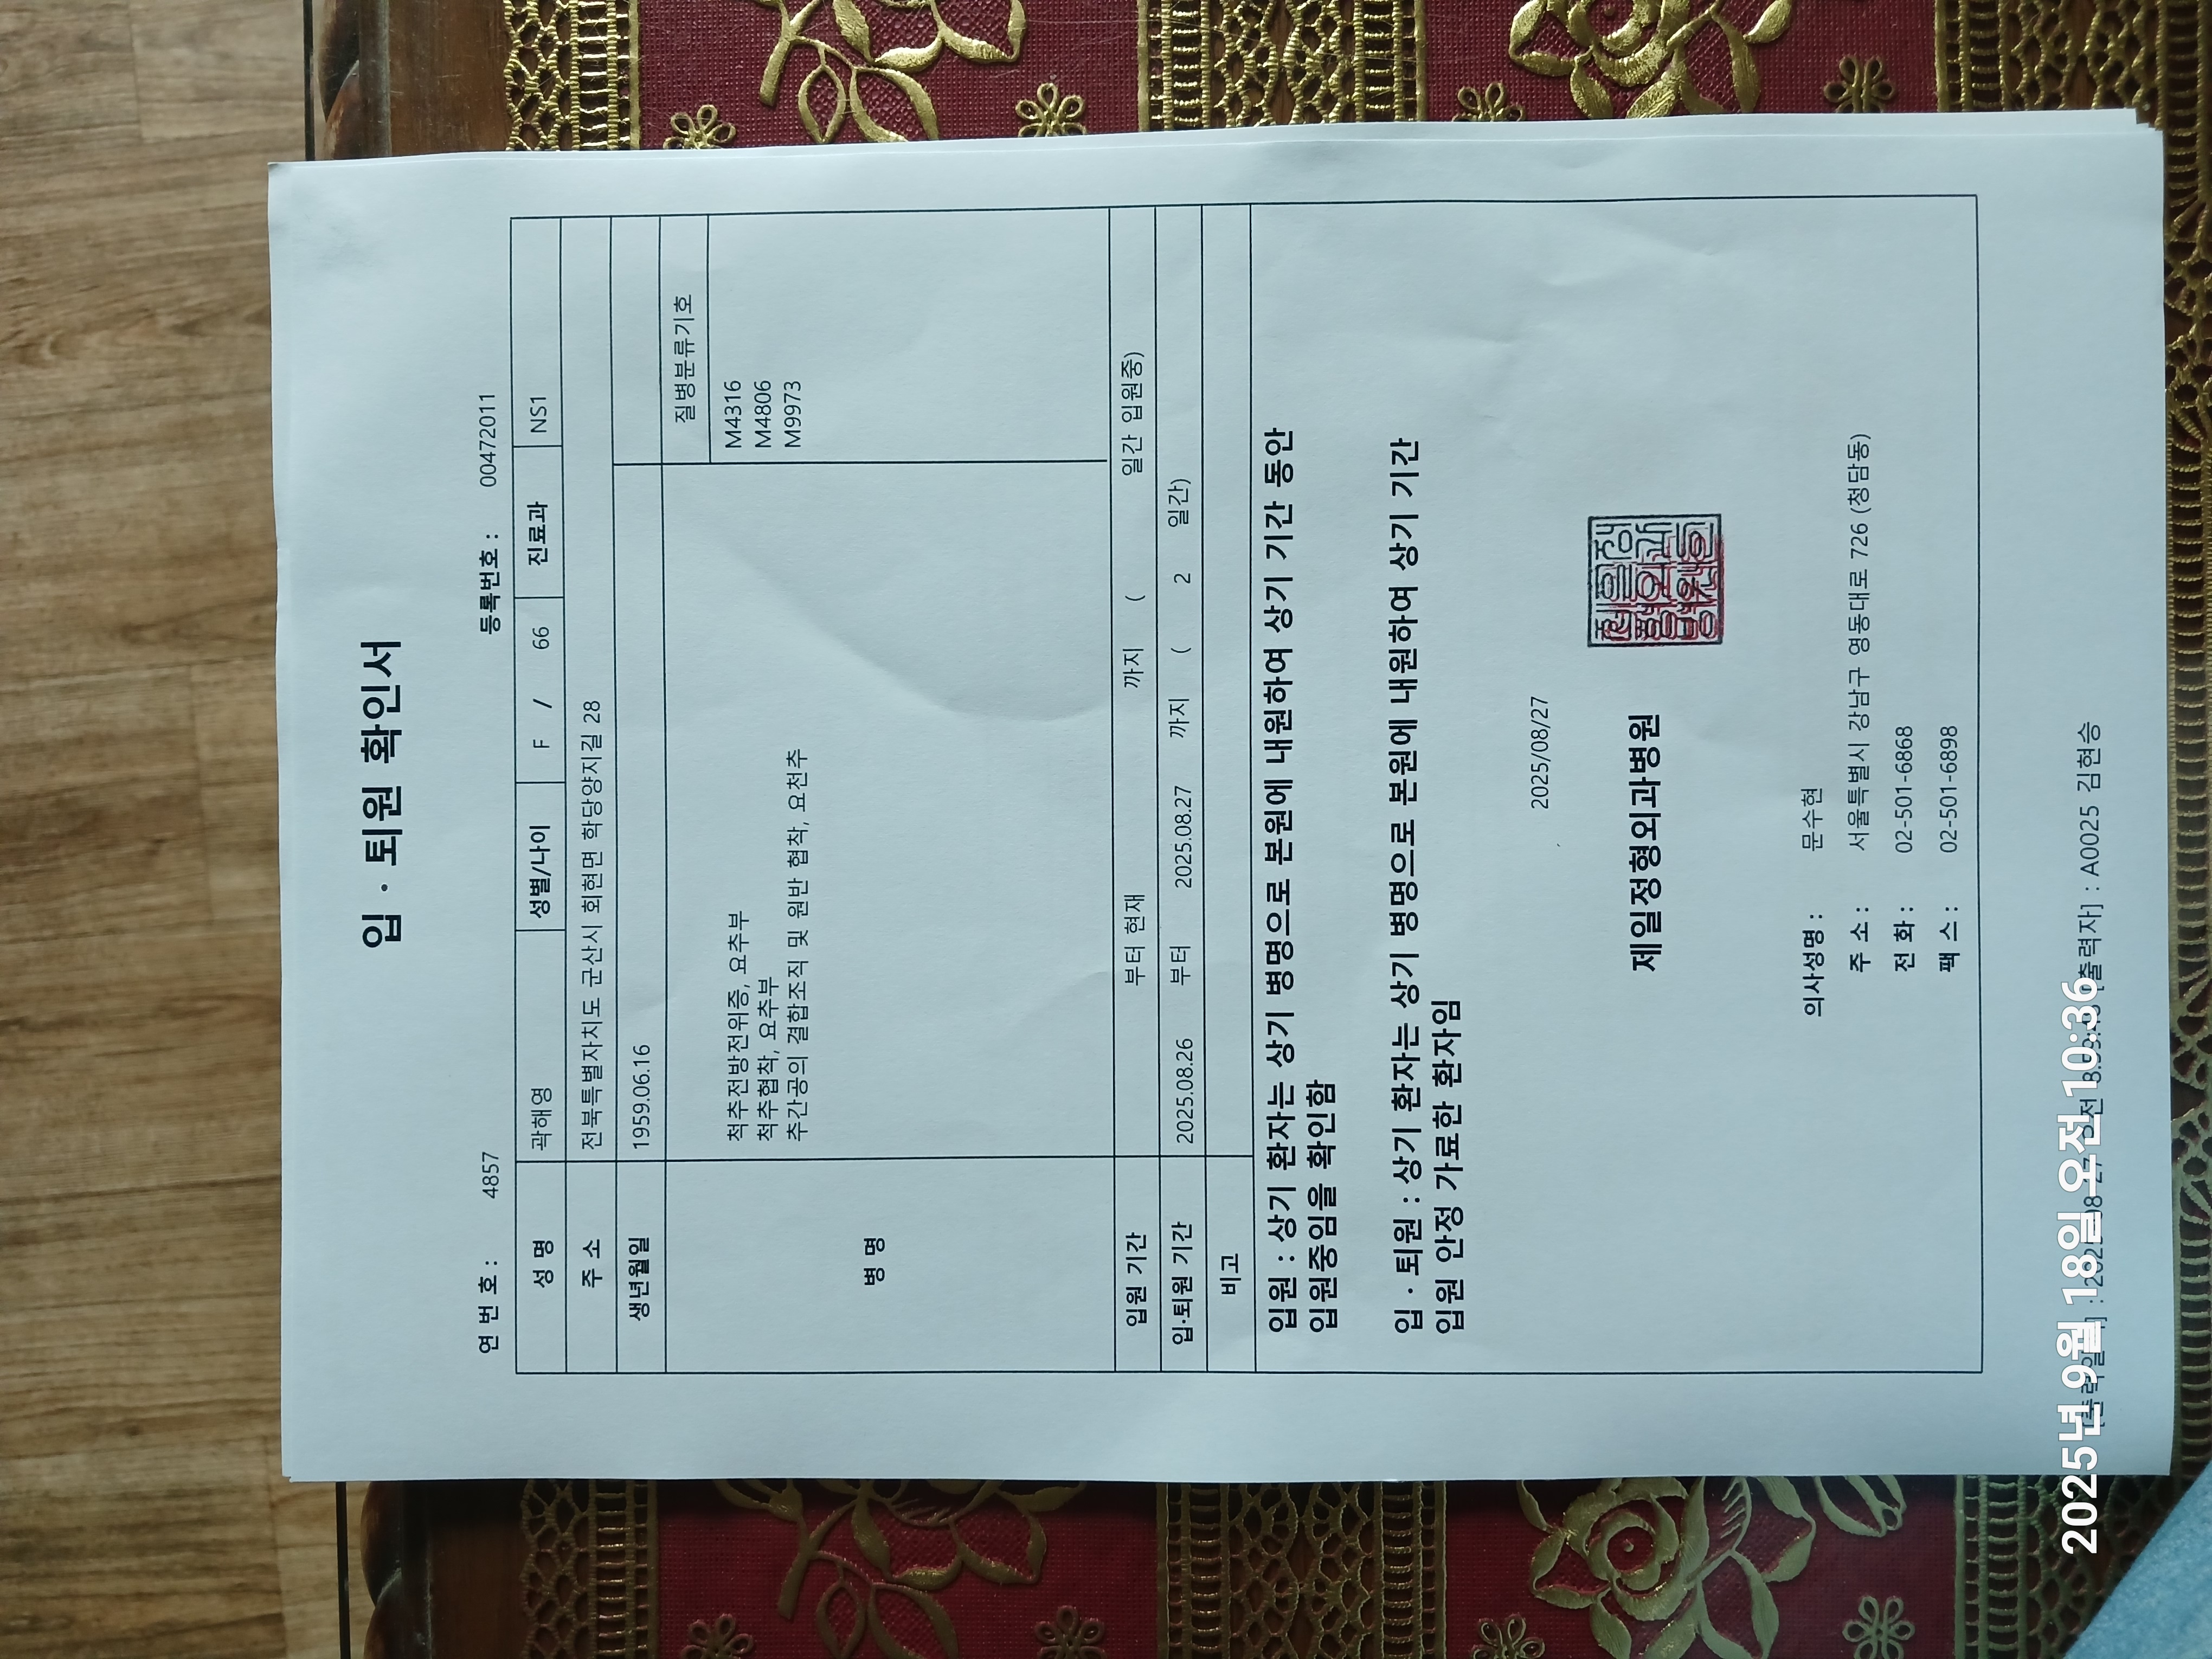 입 · 퇴원 확인서
연 번 호 : 4857 등록번호 : 00472011
성 명 곽해영 성별/나이 F / 66 진료과 NS1
주 소 전북특별자치도 군산시 회현면 학당양지길 28
생년월일 1959.06.16
병 명 질병분류기호
척추전방전위증, 요추부 M4316
척추협착, 요추부 M4806
추간공의 결합조직 및 원반 협착, 요천추 M9973
입원 기간 부터 현재 까지 ( 일간 입원중)
입·퇴원 기간 2025.08.26 부터 2025.08.27 까지 ( 2 일간)
비고
입원 : 상기 환자는 상기 병명으로 본원에 내원하여 상기 기간 동안
입원중임을 확인함
입 · 퇴원 : 상기 환자는 상기 병명으로 본원에 내원하여 상기 기간
입원 안정 가료한 환자임
2025/08/27
제일정형외과병원
제일정형외과병원
의사성명 : 문수현
주 소 : 서울특별시 강남구 영동대로 726 (청담동)
전 화 : 02-501-6868
팩 스 : 02-501-6898
[출력자] : A0025 김현승
2025년 9월 18일 오전 10:36